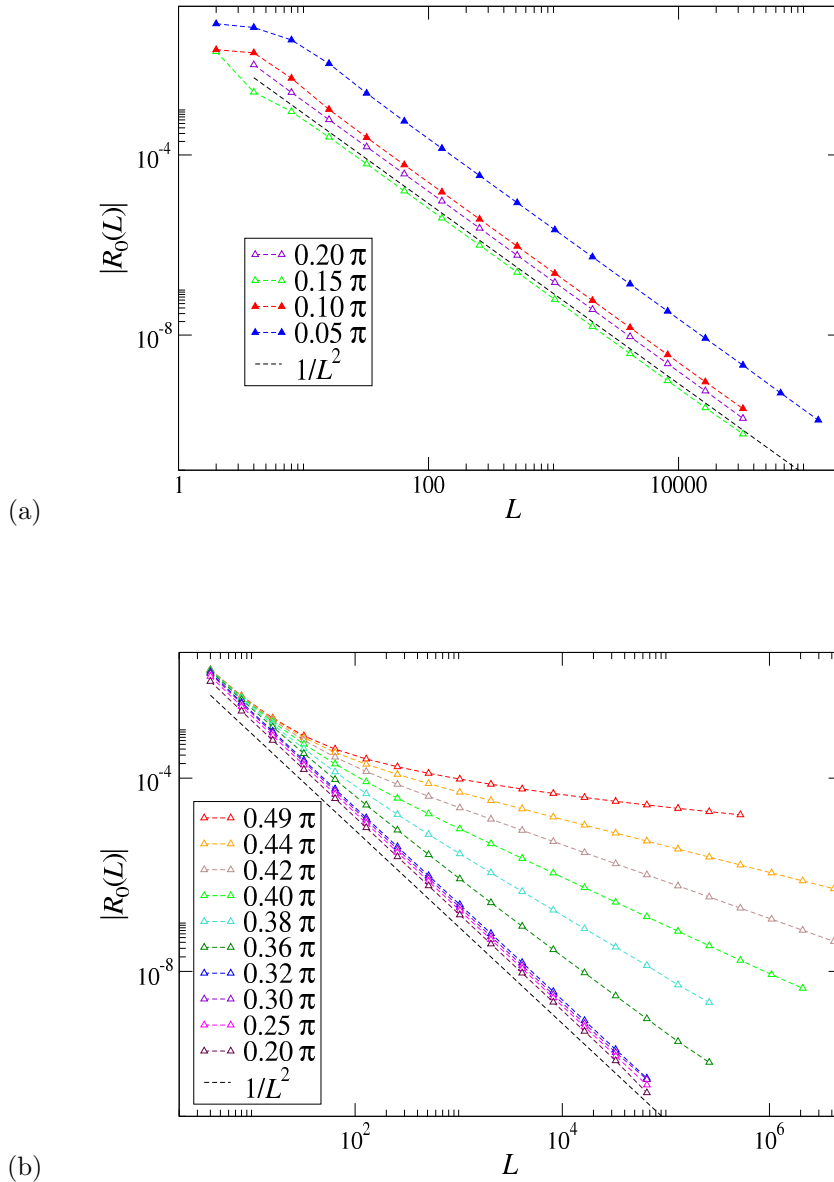 10^-4
|R_0(L)|
0.20 π
0.15 π
0.10 π
0.05 π
1/L^2
10^-8
1
100
10000
L
(a)
10^-4
|R_0(L)|
0.49 π
0.44 π
0.42 π
0.40 π
0.38 π
0.36 π
0.32 π
0.30 π
0.25 π
0.20 π
1/L^2
10^-8
10^2
10^4
10^6
L
(b)